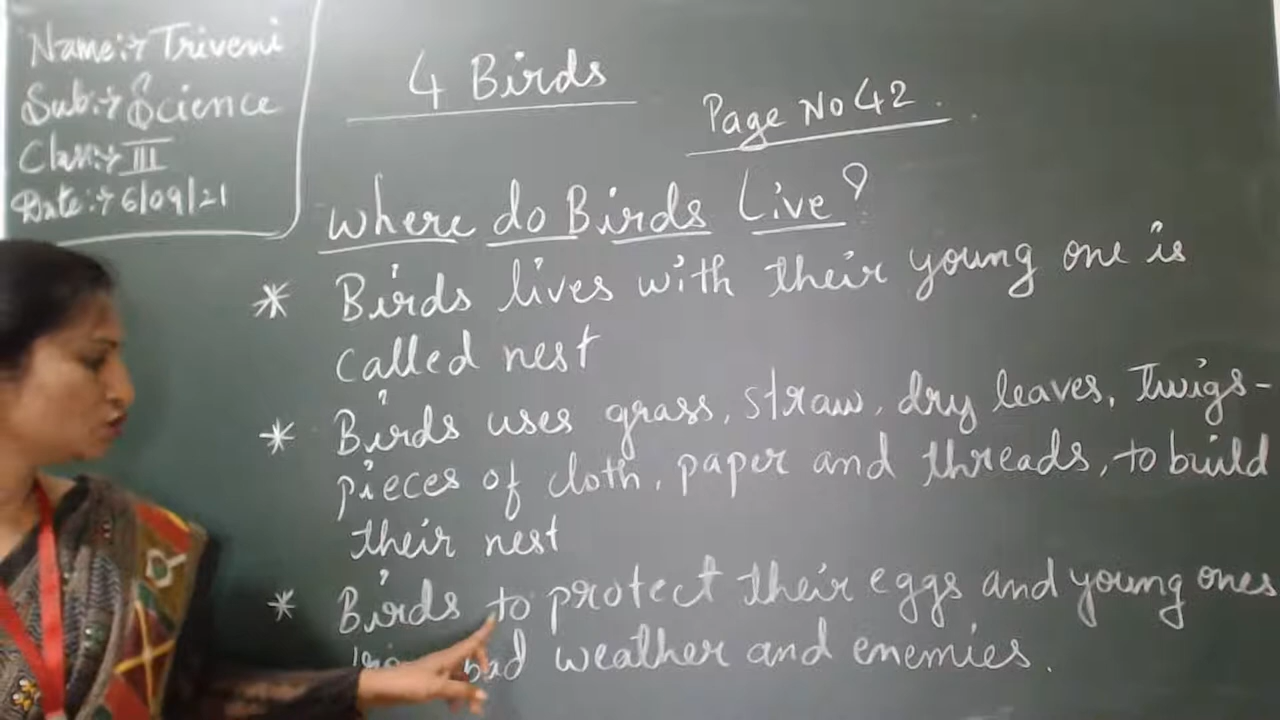 Name:→ Triveni
Sub:→ Science
Class:→ III
Date:→ 6/09/21
4 Birds
Page No 42.
where do Birds Live?
* Birds lives with their young one is
called nest
* Birds uses grass, straw, dry leaves, Twigs-
pieces of cloth, paper and threads, to build
their nest
* Birds to protect their eggs and young ones
bad weather and enemies.